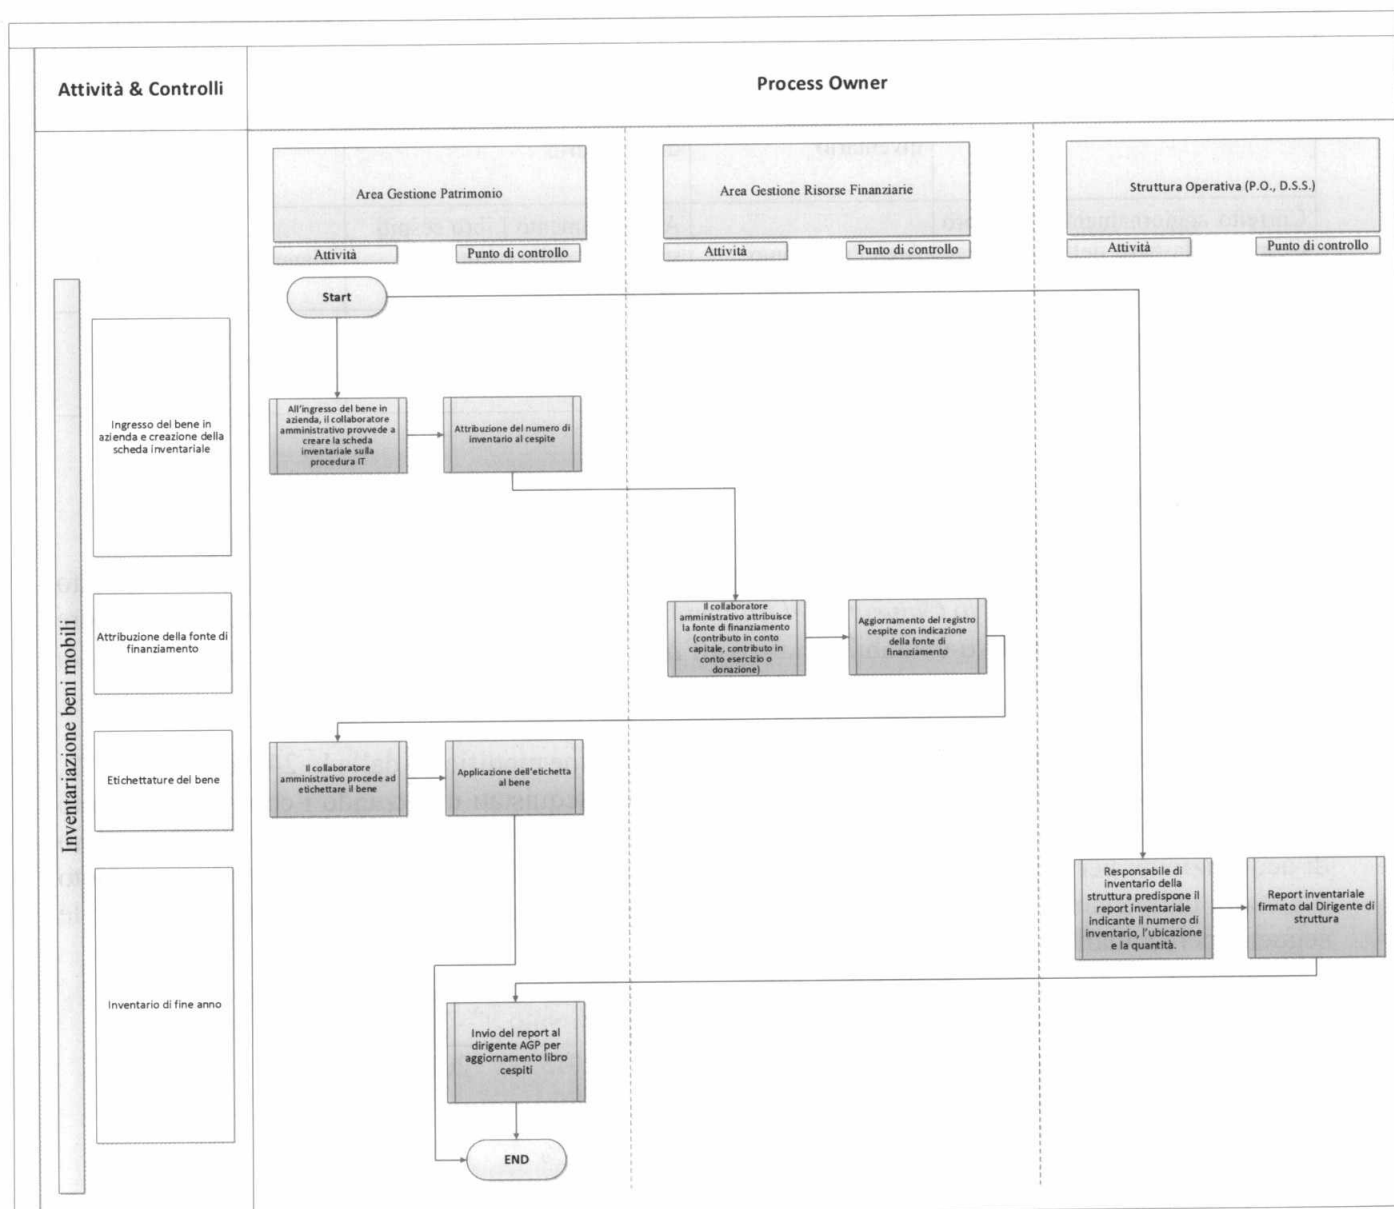 Attività & Controlli
Process Owner
Area Gestione Patrimonio
Area Gestione Risorse Finanziarie
Struttura Operativa (P.O., D.S.S.)
Attività
Punto di controllo
Attività
Punto di controllo
Attività
Punto di controllo
Inventariazione beni mobili
Start
Ingresso del bene in
azienda e creazione della
scheda inventariale
All'ingresso del bene in
azienda, il collaboratore
amministrativo provvede a
creare la scheda
inventariale sulla
procedura IT
Attribuzione del numero di
inventario al cespite
Attribuzione della fonte di
finanziamento
Il collaboratore
amministrativo attribuisce
la fonte di finanziamento
(contributo in conto
capitale, contributo in
conto esercizio o
donazione)
Aggiornamento del registro
cespite con indicazione
della fonte di
finanziamento
Etichettature del bene
Il collaboratore
amministrativo procede ad
etichettare il bene
Applicazione dell'etichetta
al bene
Responsabile di
inventario della
struttura predispone il
report inventariale
indicante il numero di
inventario, l'ubicazione
e la quantità.
Report inventariale
firmato dal Dirigente di
struttura
Inventario di fine anno
Invio del report al
dirigente AGP per
aggiornamento libro
cespiti
END